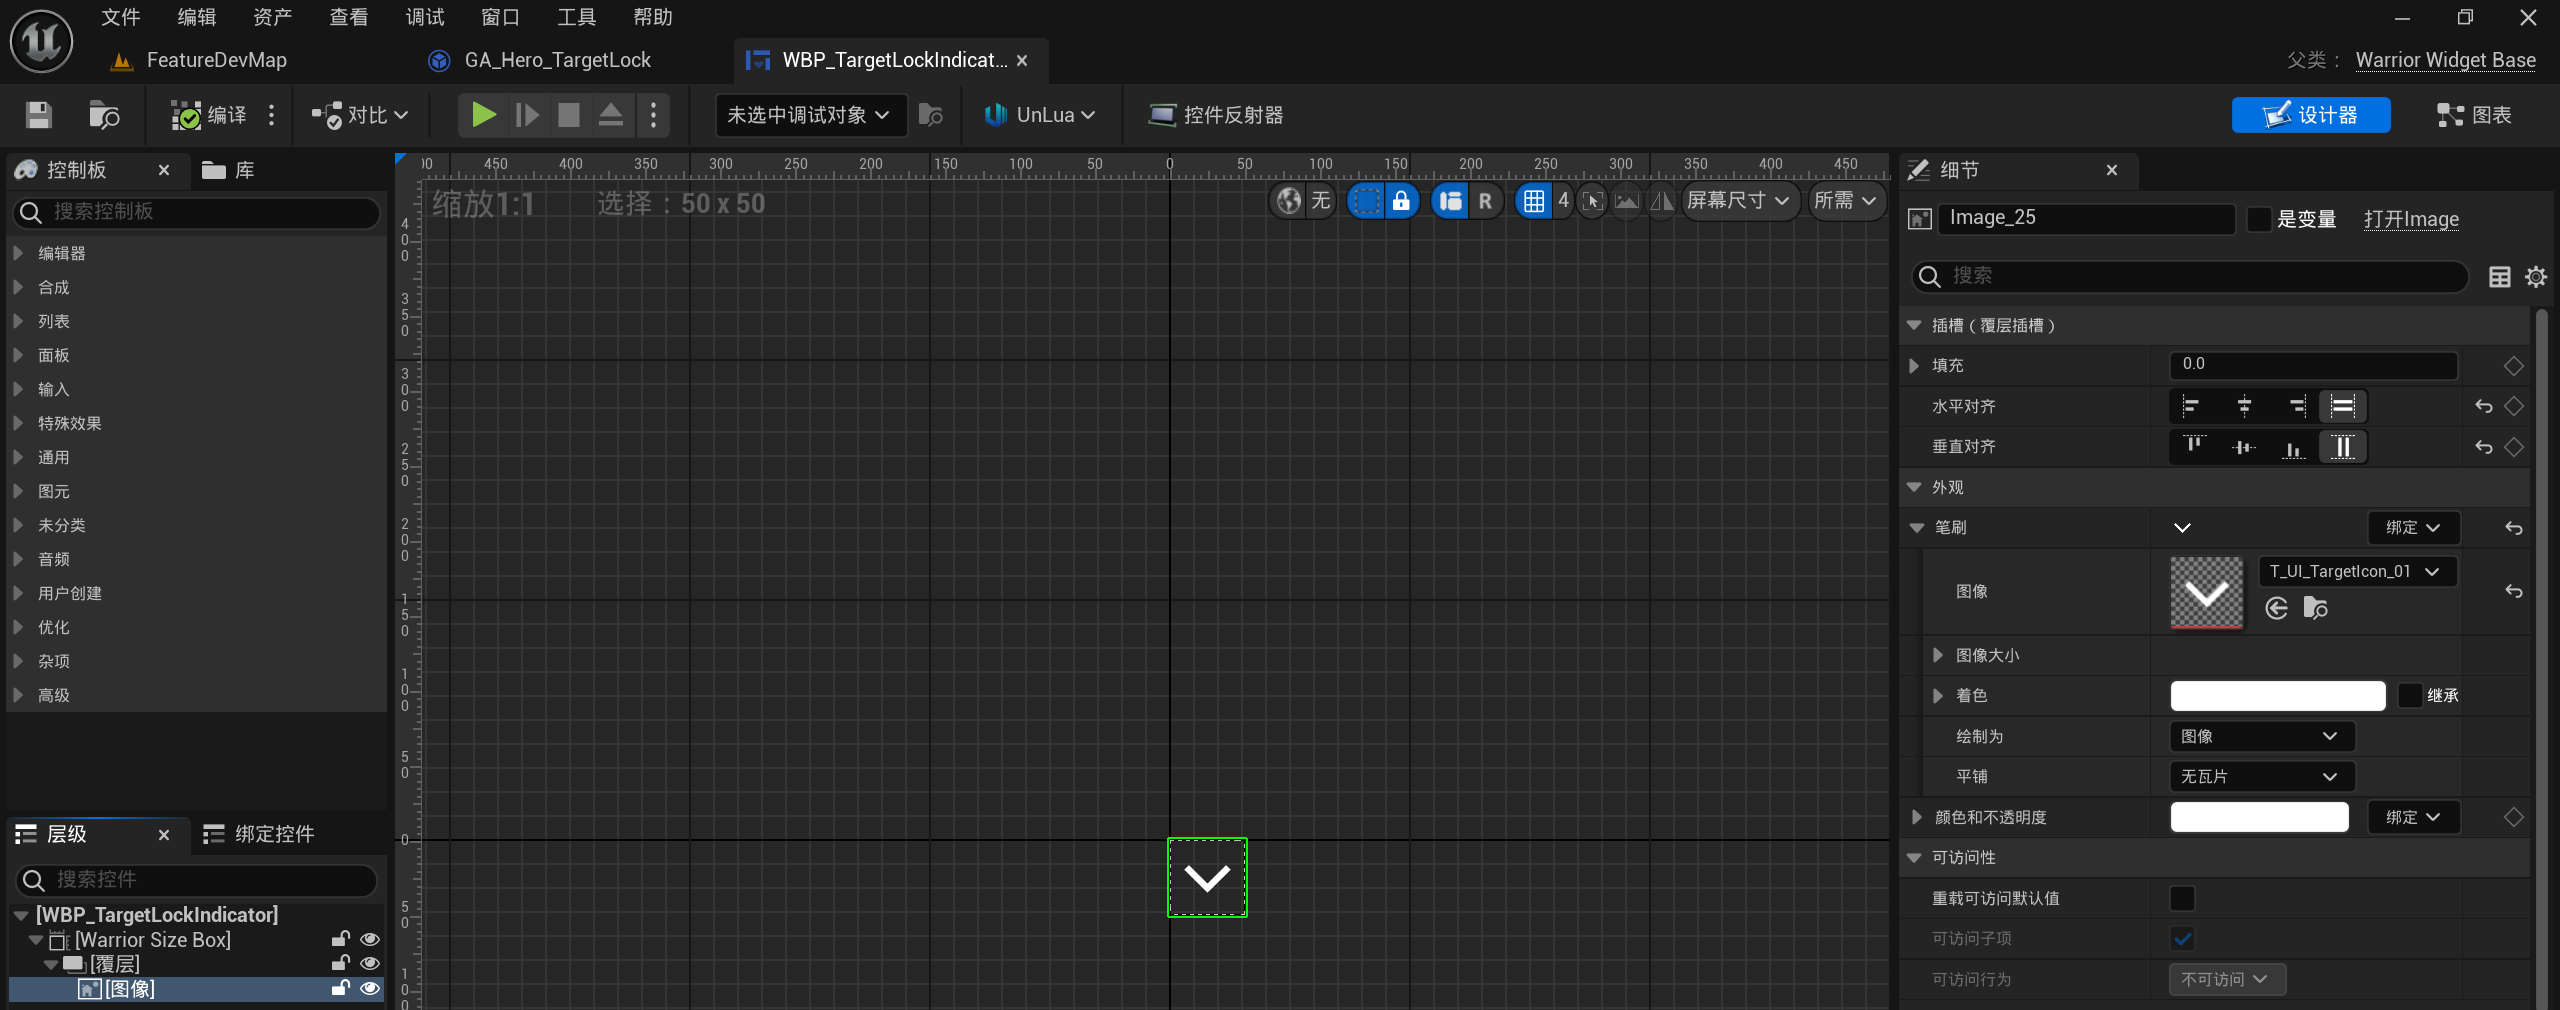 文件 编辑 资产 查看 调试 窗口 工具 帮助
FeatureDevMap GA_Hero_TargetLock WBP_TargetLockIndicat... 父类： Warrior Widget Base
编译 对比 未选中调试对象 UnLua 控件反射器 设计器 图表
控制板 库
搜索控制板
编辑器
合成
列表
面板
输入
特殊效果
通用
图元
未分类
音频
用户创建
优化
杂项
高级
层级 绑定控件
搜索控件
[WBP_TargetLockIndicator]
[Warrior Size Box]
[覆层]
[图像]
00 450 400 350 300 250 200 150 100 50 0 50 100 150 200 250 300 350 400 450
缩放1:1 选择：50 x 50 无 R 4 屏幕尺寸 所需
400
350
300
250
200
150
100
50
0
50
100
细节
Image_25 是变量 打开Image
搜索
插槽（覆层插槽）
填充 0.0
水平对齐
垂直对齐
外观
笔刷 绑定
图像 T_UI_TargetIcon_01
图像大小
着色 继承
绘制为 图像
平铺 无瓦片
颜色和不透明度 绑定
可访问性
重载可访问默认值
可访问子项
可访问行为 不可访问